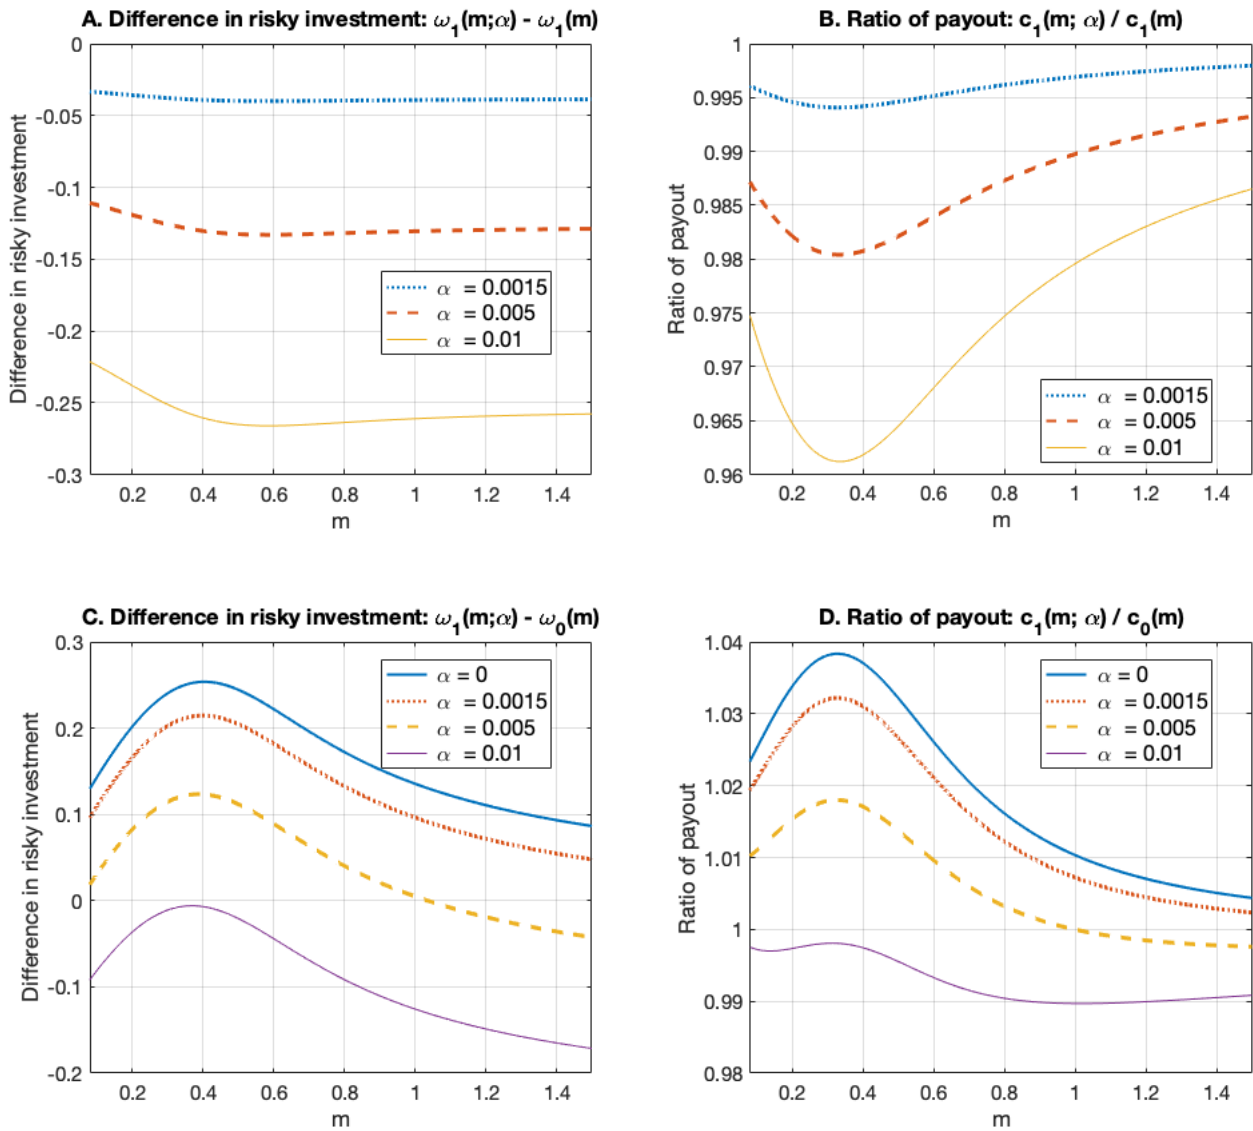 A. Difference in risky investment: ω₁(m;α) - ω₁(m)
0
-0.05
-0.1
-0.15
-0.2
-0.25
-0.3
Difference in risky investment
α = 0.0015
α = 0.005
α = 0.01
0.2 0.4 0.6 0.8 1 1.2 1.4
m
B. Ratio of payout: c₁(m; α) / c₁(m)
1
0.995
0.99
0.985
0.98
0.975
0.97
0.965
0.96
Ratio of payout
α = 0.0015
α = 0.005
α = 0.01
0.2 0.4 0.6 0.8 1 1.2 1.4
m
C. Difference in risky investment: ω₁(m;α) - ω₀(m)
0.3
0.2
0.1
0
-0.1
-0.2
Difference in risky investment
α = 0
α = 0.0015
α = 0.005
α = 0.01
0.2 0.4 0.6 0.8 1 1.2 1.4
m
D. Ratio of payout: c₁(m; α) / c₀(m)
1.04
1.03
1.02
1.01
1
0.99
0.98
Ratio of payout
α = 0
α = 0.0015
α = 0.005
α = 0.01
0.2 0.4 0.6 0.8 1 1.2 1.4
m